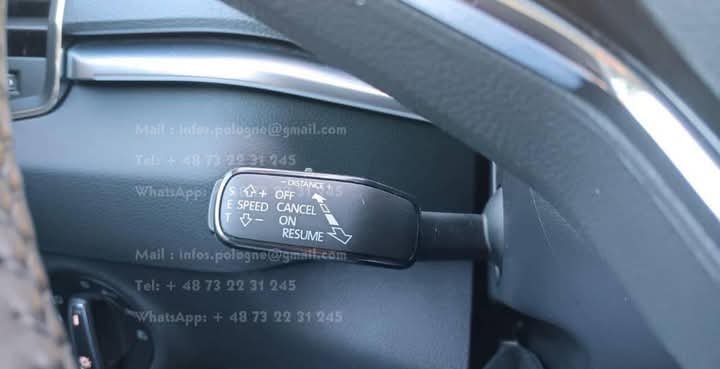 Mail : infos.pologne@gmail.com
Tel: + 48 73 22 31 245
WhatsApp: + 48 73 22 31 245
- DISTANCE +
S + OFF
E SPEED CANCEL
T - ON
RESUME
Mail : infos.pologne@gmail.com
Tel: + 48 73 22 31 245
WhatsApp: + 48 73 22 31 245